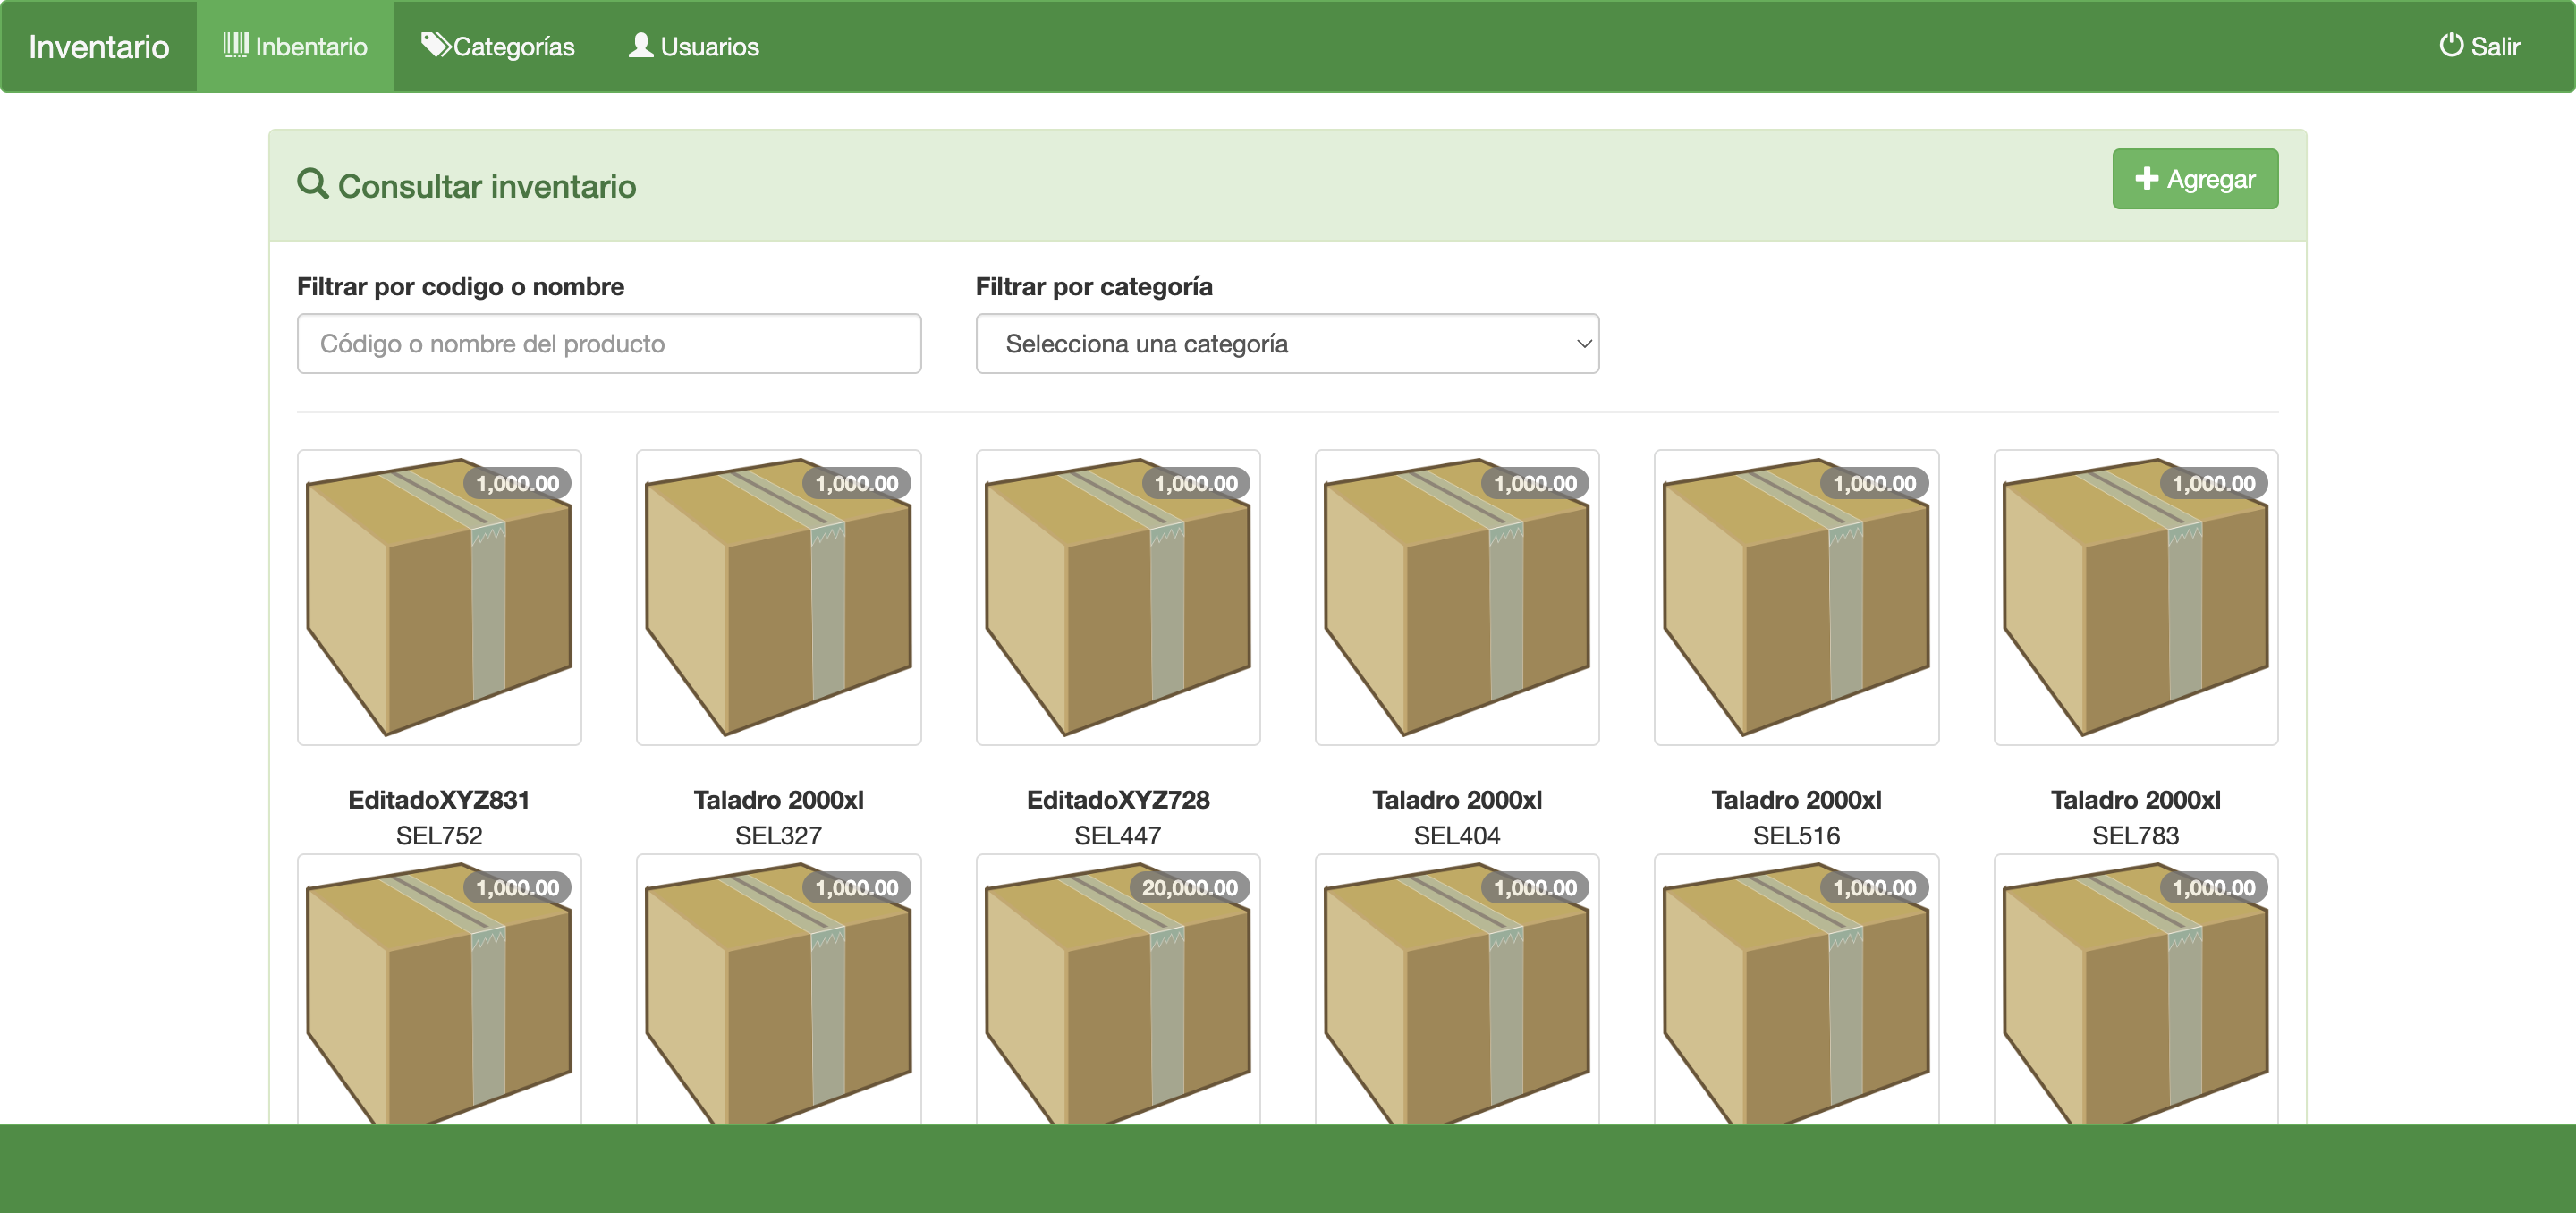 Inventario Inbentario Categorías Usuarios Salir
Consultar inventario Agregar
Filtrar por codigo o nombre Filtrar por categoría
Código o nombre del producto Selecciona una categoría
1,000.00 1,000.00 1,000.00 1,000.00 1,000.00 1,000.00
EditadoXYZ831 Taladro 2000xl EditadoXYZ728 Taladro 2000xl Taladro 2000xl Taladro 2000xl
SEL752 SEL327 SEL447 SEL404 SEL516 SEL783
1,000.00 1,000.00 20,000.00 1,000.00 1,000.00 1,000.00